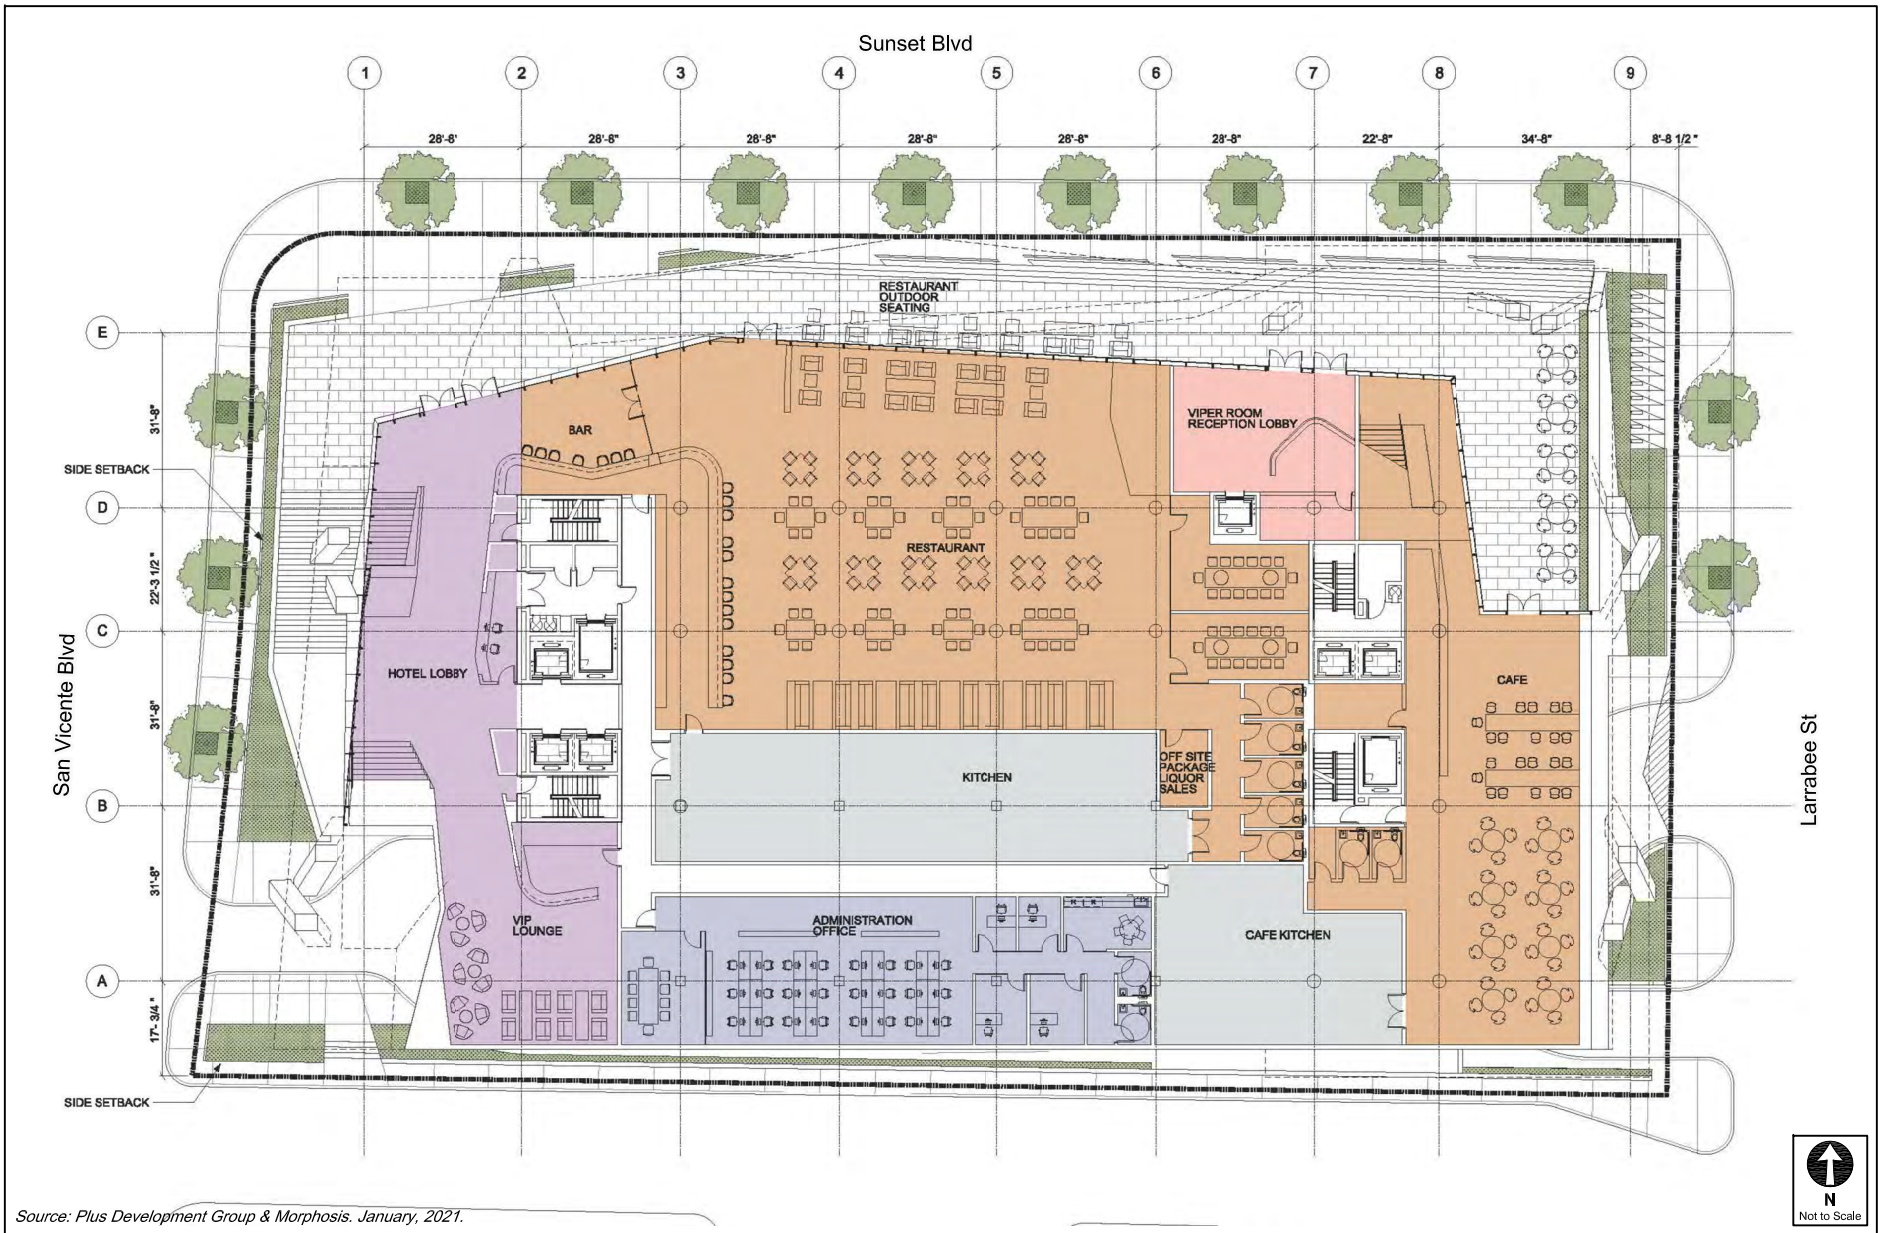 Sunset Blvd
1 2 3 4 5 6 7 8 9
28'-8' 28'-8" 28'-8" 28'-8" 28'-8" 28'-8" 22'-8" 34'-8" 8'-8 1/2"
RESTAURANT
OUTDOOR
SEATING
E
31'-8"
VIPER ROOM
RECEPTION LOBBY
BAR
SIDE SETBACK
D
RESTAURANT
22'-3 1/2"
C
San Vicente Blvd
HOTEL LOBBY
CAFE
31'-8"
Larrabee St
OFF SITE
PACKAGE
LIQUOR
SALES
KITCHEN
B
31'-8"
R R
VIP
LOUNGE
ADMINISTRATION
OFFICE
CAFE KITCHEN
A
17'- 3/4"
SIDE SETBACK
N
Not to Scale
Source: Plus Development Group & Morphosis. January, 2021.